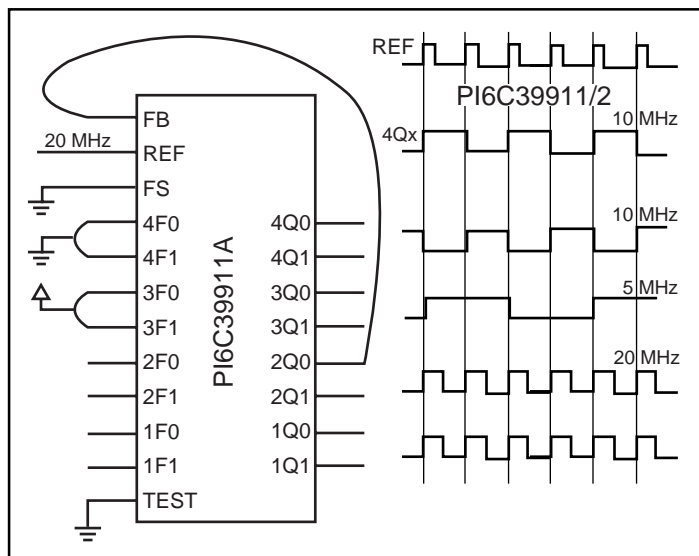 FB
20 MHz
REF
FS
4F0
4F1
3F0
3F1
2F0
2F1
1F0
1F1
TEST
PI6C39911A
4Q0
4Q1
3Q0
3Q1
2Q0
2Q1
1Q0
1Q1
REF
PI6C39911/2
10 MHz
4Qx
10 MHz
5 MHz
20 MHz